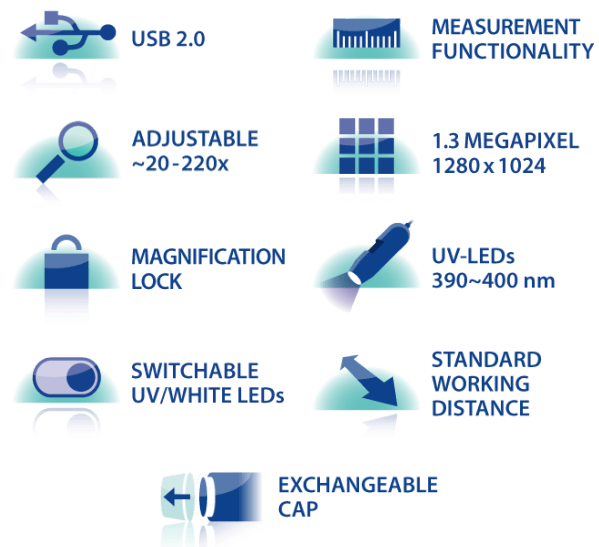 USB 2.0
MEASUREMENT
FUNCTIONALITY
ADJUSTABLE
~20-220x
1.3 MEGAPIXEL
1280 x 1024
MAGNIFICATION
LOCK
UV-LEDs
390~400 nm
SWITCHABLE
UV/WHITE LEDs
STANDARD
WORKING
DISTANCE
EXCHANGEABLE
CAP